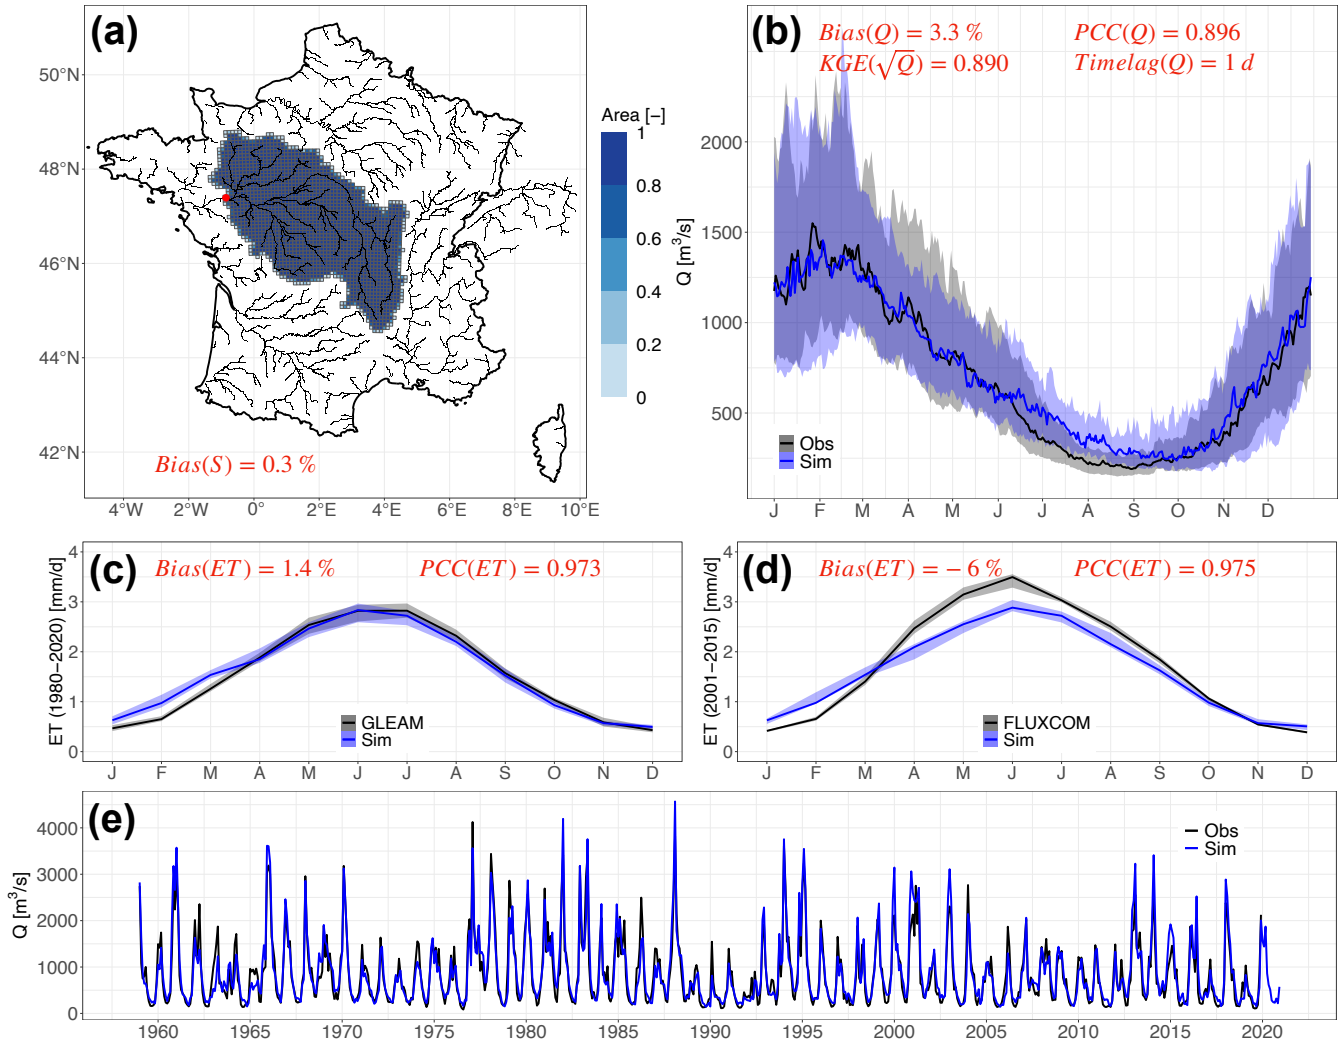 (a)
50°N
48°N
46°N
44°N
42°N
4°W 2°W 0° 2°E 4°E 6°E 8°E 10°E
Bias(S) = 0.3 %
Area [−]
1
0.8
0.6
0.4
0.2
0
(b)
Bias(Q) = 3.3 % PCC(Q) = 0.896
KGE(√Q) = 0.890 Timelag(Q) = 1 d
Q [m³/s]
2000
1500
1000
500
Obs
Sim
J F M A M J J A S O N D
(c)
Bias(ET) = 1.4 % PCC(ET) = 0.973
ET (1980−2020) [mm/d]
4
3
2
1
0
GLEAM
Sim
J F M A M J J A S O N D
(d)
Bias(ET) = − 6 % PCC(ET) = 0.975
ET (2001−2015) [mm/d]
4
3
2
1
0
FLUXCOM
Sim
J F M A M J J A S O N D
(e)
Q [m³/s]
4000
3000
2000
1000
0
Obs
Sim
1960 1965 1970 1975 1980 1985 1990 1995 2000 2005 2010 2015 2020